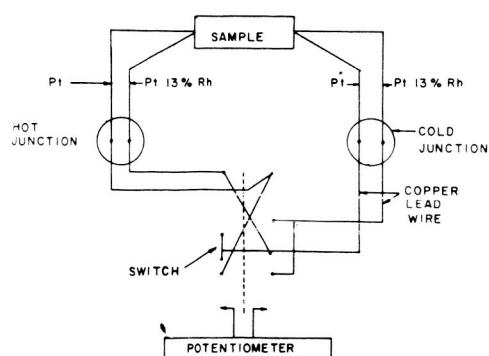 SAMPLE
Pt
Pt 13% Rh
Pt
Pt 13% Rh
HOT
JUNCTION
COLD
JUNCTION
COPPER
LEAD
WIRE
SWITCH
POTENTIOMETER